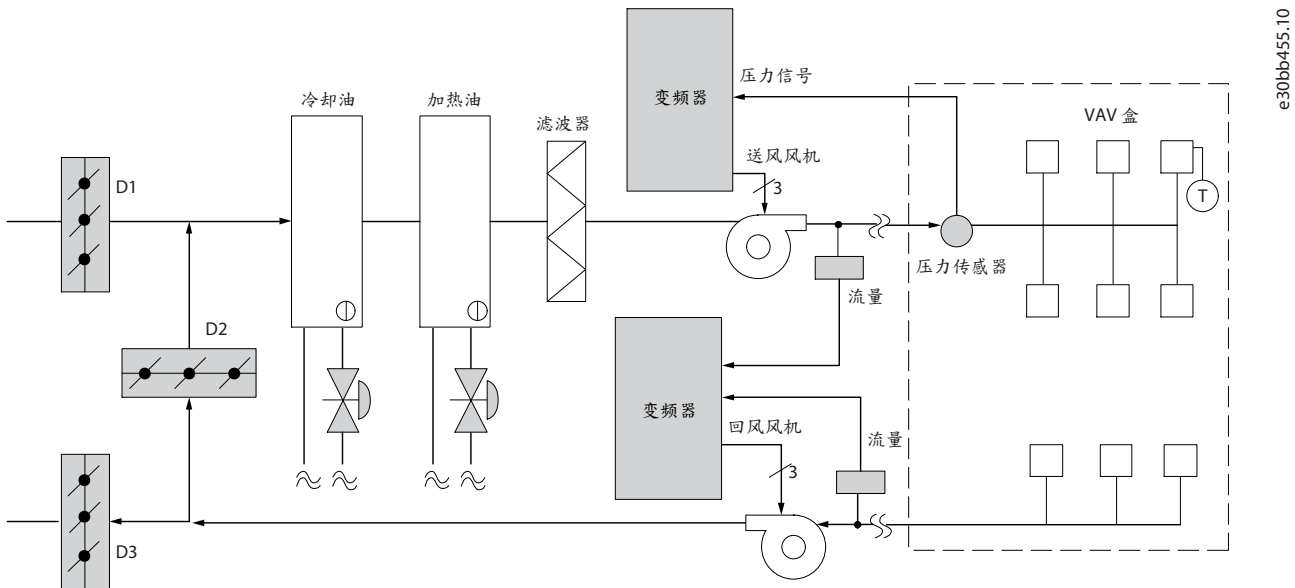 e30bb455.10
变频器
压力信号
冷却油
加热油
滤波器
VAV 盒
送风风机
3
T
D1
压力传感器
流量
D2
变频器
回风风机
流量
3
D3